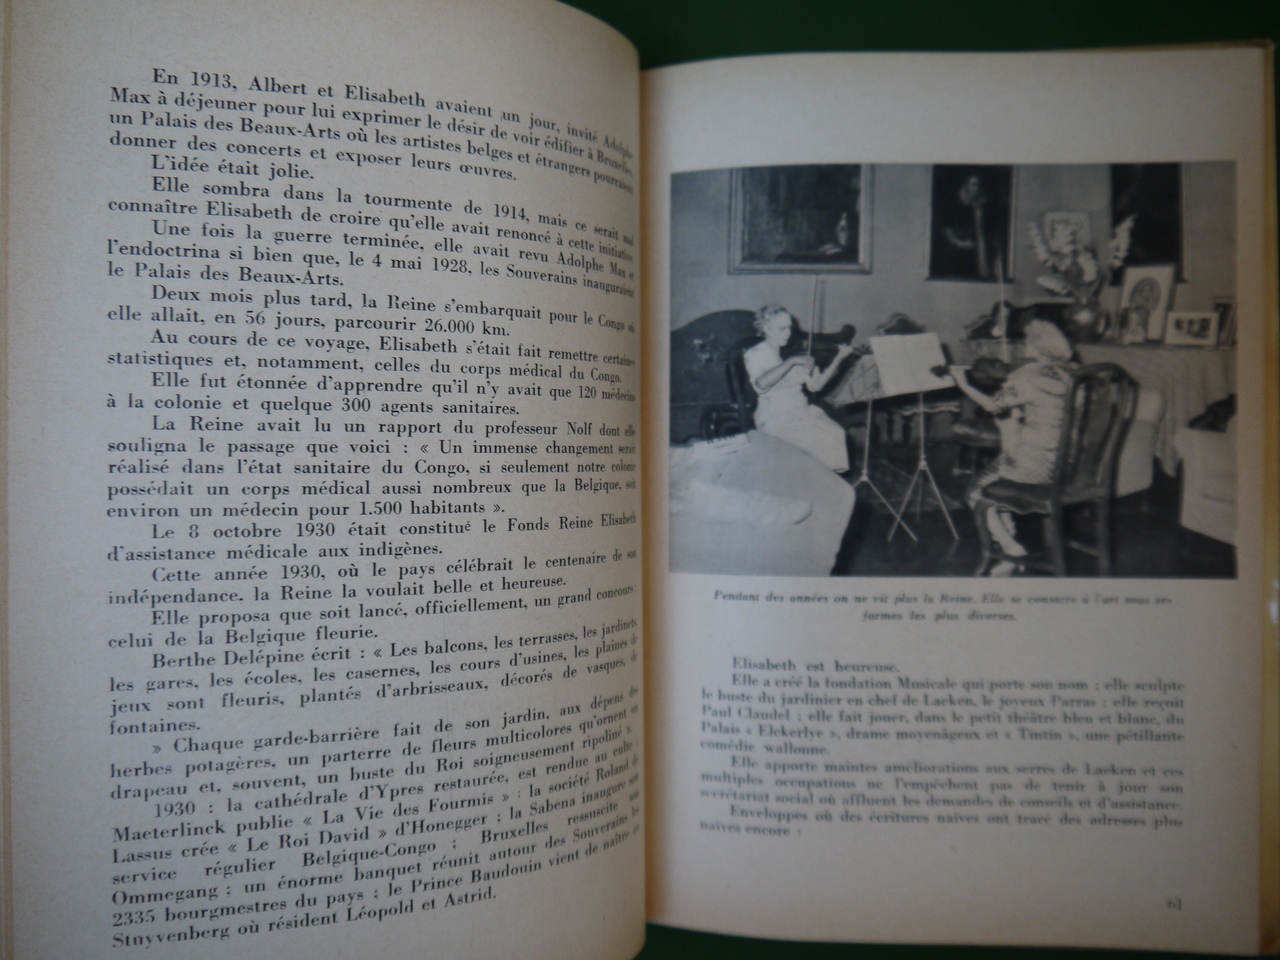 En 1913, Albert et Elisabeth avaient un jour, invité Adolphe
Max à déjeuner pour lui exprimer le désir de voir édifier à Bruxelles,
un Palais des Beaux-Arts où les artistes belges et étrangers pourraient
donner des concerts et exposer leurs œuvres.
L'idée était jolie.
Elle sombra dans la tourmente de 1914, mais ce serait mal
connaître Elisabeth de croire qu'elle avait renoncé à cette initiative
Une fois la guerre terminée, elle avait revu Adolphe Max et
l'endoctrina si bien que, le 4 mai 1928, les Souverains inauguraient
le Palais des Beaux-Arts.
Deux mois plus tard, la Reine s'embarquait pour le Congo où
elle allait, en 56 jours, parcourir 26.000 km.
Au cours de ce voyage, Elisabeth s'était fait remettre certaines
statistiques et, notamment, celles du corps médical du Congo.
Elle fut étonnée d'apprendre qu'il n'y avait que 120 médecins
à la colonie et quelque 300 agents sanitaires.
La Reine avait lu un rapport du professeur Nolf dont elle
souligna le passage que voici : « Un immense changement serait
réalisé dans l'état sanitaire du Congo, si seulement notre colonie
possédait un corps médical aussi nombreux que la Belgique, soit
environ un médecin pour 1.500 habitants ».
Le 8 octobre 1930 était constitué le Fonds Reine Elisabeth
d'assistance médicale aux indigènes.
Cette année 1930, où le pays célébrait le centenaire de son
indépendance, la Reine la voulait belle et heureuse.
Elle proposa que soit lancé, officiellement, un grand concours :
celui de la Belgique fleurie.
Berthe Delépine écrit : « Les balcons, les terrasses, les jardinets
les gares, les écoles, les casernes, les cours d'usines, les plaines de
jeux sont fleuris, plantés d'arbrisseaux, décorés de vasques, de
fontaines.
» Chaque garde-barrière fait de son jardin, aux dépens des
herbes potagères, un parterre de fleurs multicolores qu'ornent un
drapeau et, souvent, un buste du Roi soigneusement ripoliné ».
1930 : la cathédrale d'Ypres restaurée, est rendue au culte ;
Maeterlinck publie « La Vie des Fourmis » ; la société Roland de
Lassus crée « Le Roi David » d'Honegger ; la Sabena inaugure son
service régulier Belgique-Congo ; Bruxelles ressuscite son
Ommegang ; un énorme banquet réunit autour des Souverains les
2335 bourgmestres du pays ; le Prince Baudouin vient de naître au
Stuyvenberg où résident Léopold et Astrid.
Pendant des années on ne vit plus la Reine. Elle se consacre à l'art sous ses
formes les plus diverses.
Elisabeth est heureuse.
Elle a créé la fondation Musicale qui porte son nom ; elle sculpte
le buste du jardinier en chef de Laeken, le joyeux Parras ; elle reçoit
Paul Claudel ; elle fait jouer, dans le petit théâtre bleu et blanc, du
Palais « Elckerlye », drame moyenâgeux et « Tintin », une pétillante
comédie wallonne.
Elle apporte maintes améliorations aux serres de Laeken et ces
multiples occupations ne l'empêchent pas de tenir à jour son
secrétariat social où affluent les demandes de conseils et d'assistance.
Enveloppes où des écritures naïves ont tracé des adresses plus
naïves encore :
61